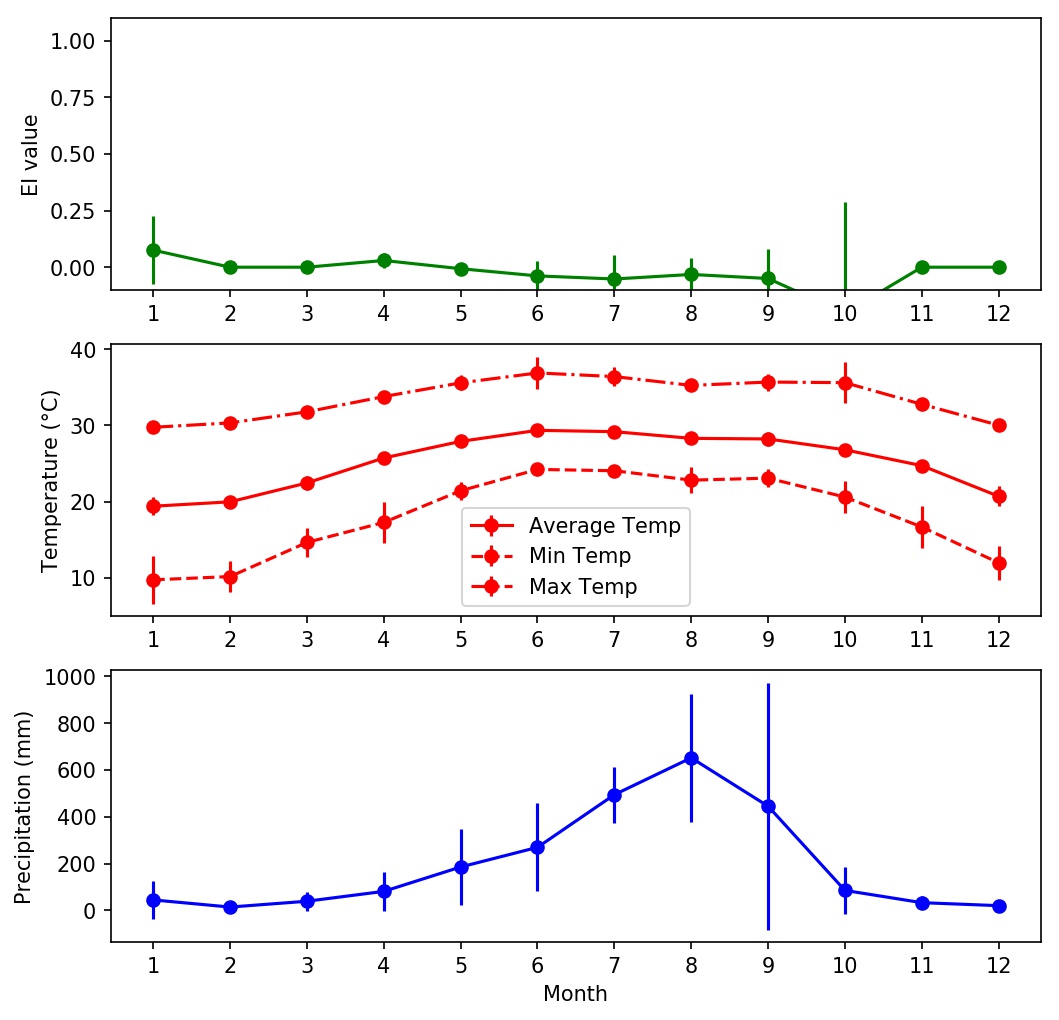 1.00
0.75
0.50
0.25
0.00
EI value
1 2 3 4 5 6 7 8 9 10 11 12
40
30
20
10
Temperature (°C)
Average Temp
Min Temp
Max Temp
1 2 3 4 5 6 7 8 9 10 11 12
1000
800
600
400
200
0
Precipitation (mm)
1 2 3 4 5 6 7 8 9 10 11 12
Month